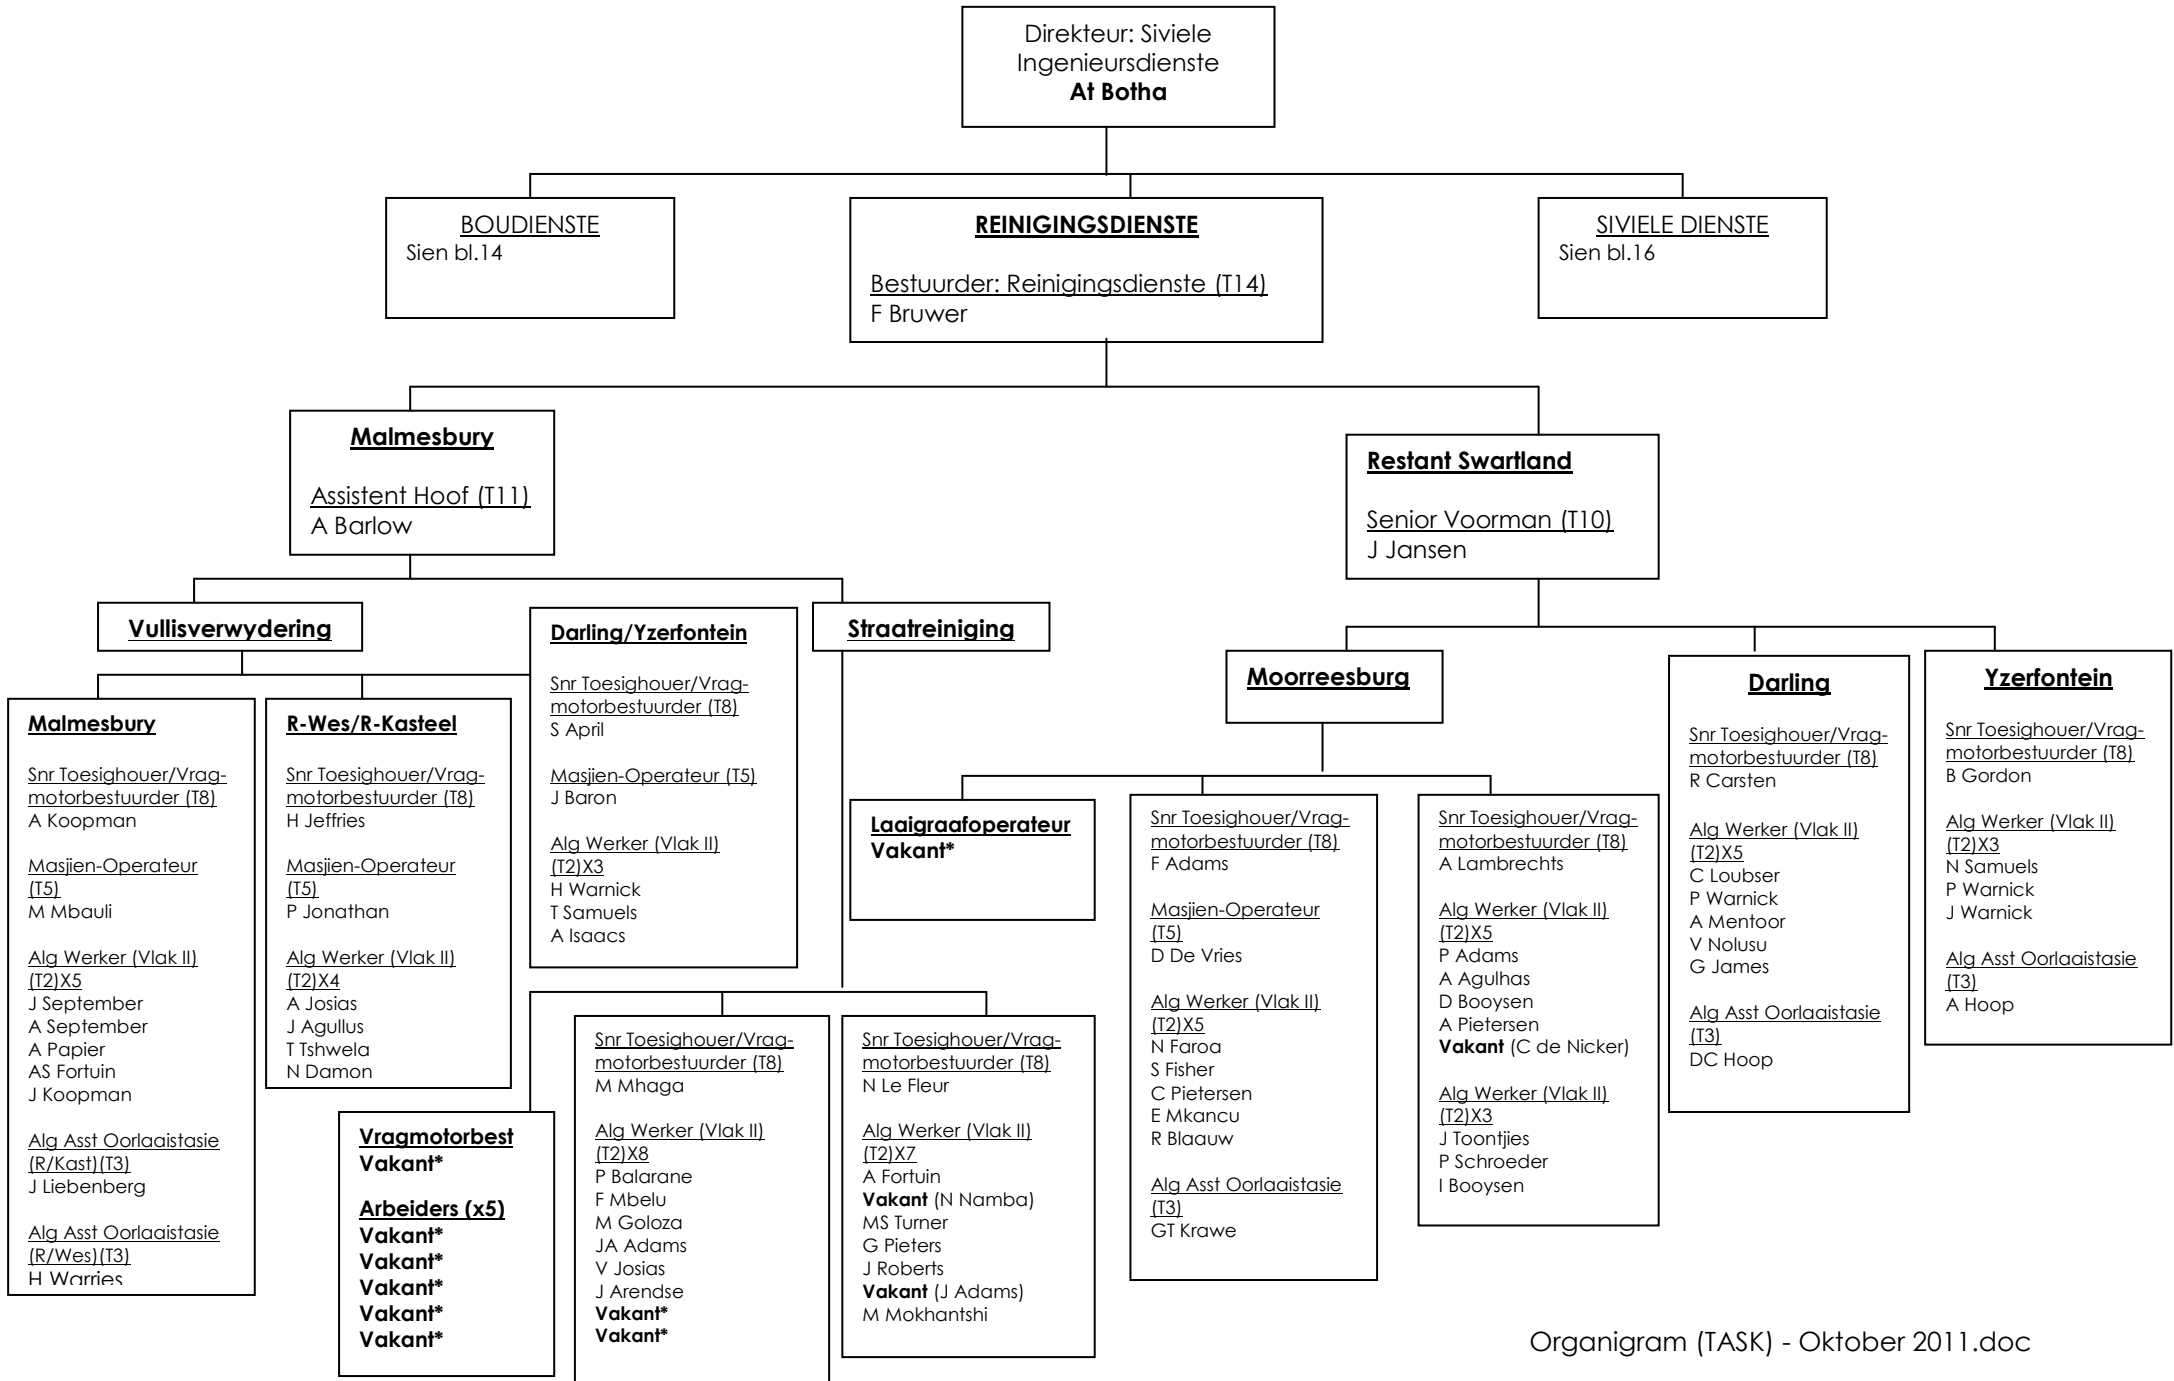 Direkteur: Siviele
Ingenieursdienste
At Botha
BOUDIENSTE
Sien bl.14
REINIGINGSDIENSTE
Bestuurder: Reinigingsdienste (T14)
F Bruwer
SIVIELE DIENSTE
Sien bl.16
Malmesbury
Assistent Hoof (T11)
A Barlow
Restant Swartland
Senior Voorman (T10)
J Jansen
Vullisverwydering
Straatreiniging
Malmesbury
Snr Toesighouer/Vrag-
motorbestuurder (T8)
A Koopman
Masjien-Operateur
(T5)
M Mbauli
Alg Werker (Vlak II)
(T2)X5
J September
A September
A Papier
AS Fortuin
J Koopman
Alg Asst Oorlaaistasie
(R/Kast)(T3)
J Liebenberg
Alg Asst Oorlaaistasie
(R/Wes)(T3)
H Warries
R-Wes/R-Kasteel
Snr Toesighouer/Vrag-
motorbestuurder (T8)
H Jeffries
Masjien-Operateur
(T5)
P Jonathan
Alg Werker (Vlak II)
(T2)X4
A Josias
J Agullus
T Tshwela
N Damon
Darling/Yzerfontein
Snr Toesighouer/Vrag-
motorbestuurder (T8)
S April
Masjien-Operateur (T5)
J Baron
Alg Werker (Vlak II)
(T2)X3
H Warnick
T Samuels
A Isaacs
Vragmotorbest
Vakant*
Arbeiders (x5)
Vakant*
Vakant*
Vakant*
Vakant*
Vakant*
Snr Toesighouer/Vrag-
motorbestuurder (T8)
M Mhaga
Alg Werker (Vlak II)
(T2)X8
P Balarane
F Mbelu
M Goloza
JA Adams
V Josias
J Arendse
Vakant*
Vakant*
Snr Toesighouer/Vrag-
motorbestuurder (T8)
N Le Fleur
Alg Werker (Vlak II)
(T2)X7
A Fortuin
Vakant (N Namba)
MS Turner
G Pieters
J Roberts
Vakant (J Adams)
M Mokhantshi
Moorreesburg
Laaigraafoperateur
Vakant*
Snr Toesighouer/Vrag-
motorbestuurder (T8)
F Adams
Masjien-Operateur
(T5)
D De Vries
Alg Werker (Vlak II)
(T2)X5
N Faroa
S Fisher
C Pietersen
E Mkancu
R Blaauw
Alg Asst Oorlaaistasie
(T3)
GT Krawe
Snr Toesighouer/Vrag-
motorbestuurder (T8)
A Lambrechts
Alg Werker (Vlak II)
(T2)X5
P Adams
A Agulhas
D Booysen
A Pietersen
Vakant (C de Nicker)
Alg Werker (Vlak II)
(T2)X3
J Toontjies
P Schroeder
I Booysen
Darling
Snr Toesighouer/Vrag-
motorbestuurder (T8)
R Carsten
Alg Werker (Vlak II)
(T2)X5
C Loubser
P Warnick
A Mentoor
V Nolusu
G James
Alg Asst Oorlaaistasie
(T3)
DC Hoop
Yzerfontein
Snr Toesighouer/Vrag-
motorbestuurder (T8)
B Gordon
Alg Werker (Vlak II)
(T2)X3
N Samuels
P Warnick
J Warnick
Alg Asst Oorlaaistasie
(T3)
A Hoop
Organigram (TASK) - Oktober 2011.doc